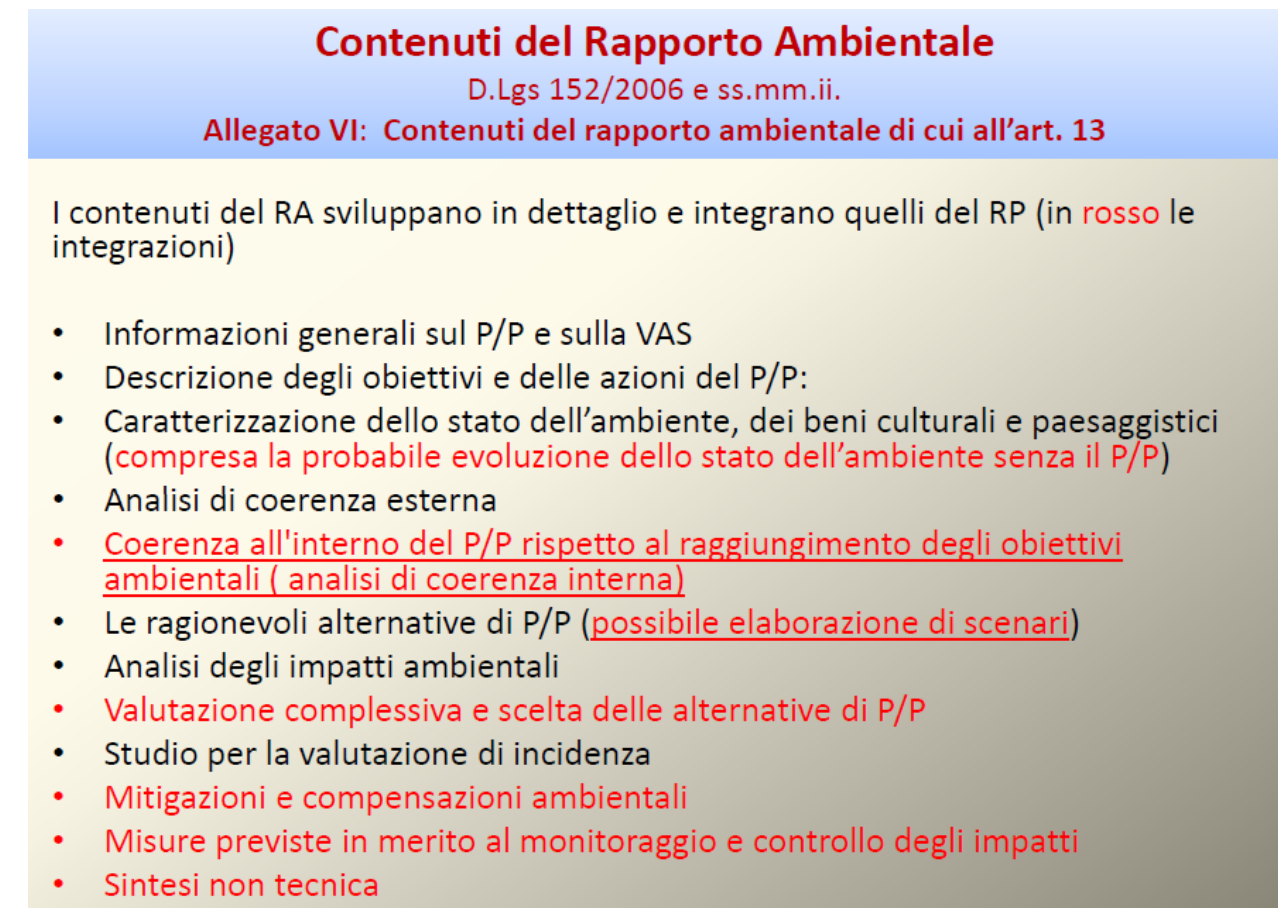 Contenuti del Rapporto Ambientale
D.Lgs 152/2006 e ss.mm.ii.
Allegato VI: Contenuti del rapporto ambientale di cui all’art. 13
I contenuti del RA sviluppano in dettaglio e integrano quelli del RP (in rosso le
integrazioni)
• Informazioni generali sul P/P e sulla VAS
• Descrizione degli obiettivi e delle azioni del P/P:
• Caratterizzazione dello stato dell’ambiente, dei beni culturali e paesaggistici
(compresa la probabile evoluzione dello stato dell’ambiente senza il P/P)
• Analisi di coerenza esterna
• Coerenza all'interno del P/P rispetto al raggiungimento degli obiettivi
ambientali ( analisi di coerenza interna)
• Le ragionevoli alternative di P/P (possibile elaborazione di scenari)
• Analisi degli impatti ambientali
• Valutazione complessiva e scelta delle alternative di P/P
• Studio per la valutazione di incidenza
• Mitigazioni e compensazioni ambientali
• Misure previste in merito al monitoraggio e controllo degli impatti
• Sintesi non tecnica